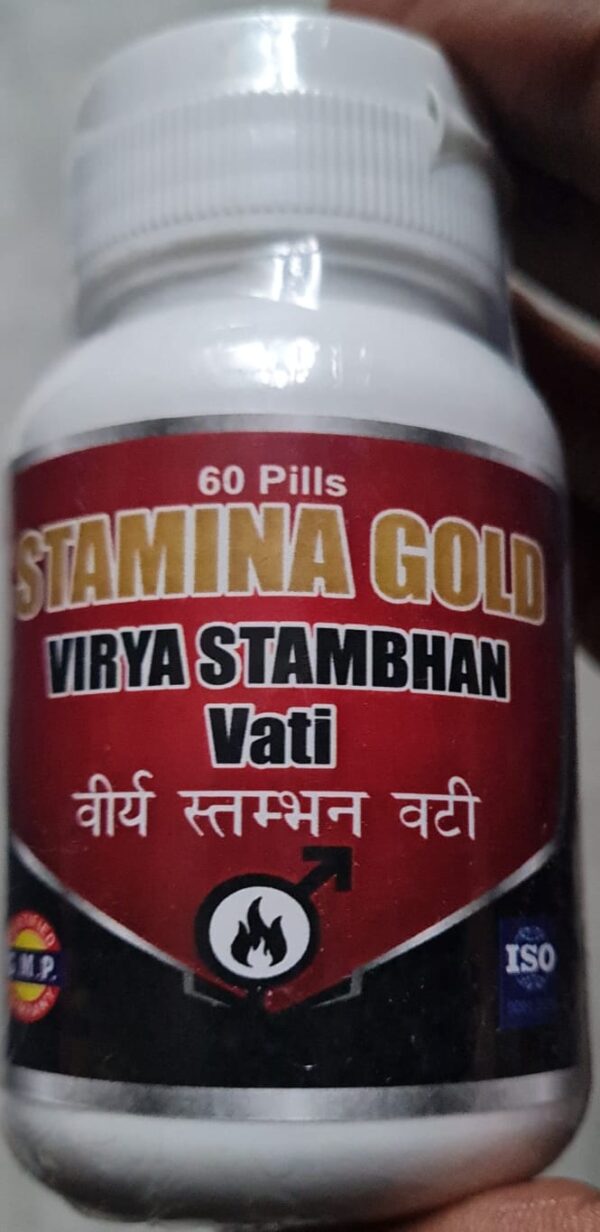 60 Pills
STAMINA GOLD
VIRYA STAMBHAN
Vati
वीर्य स्तम्भन वटी
M.P.
ISO